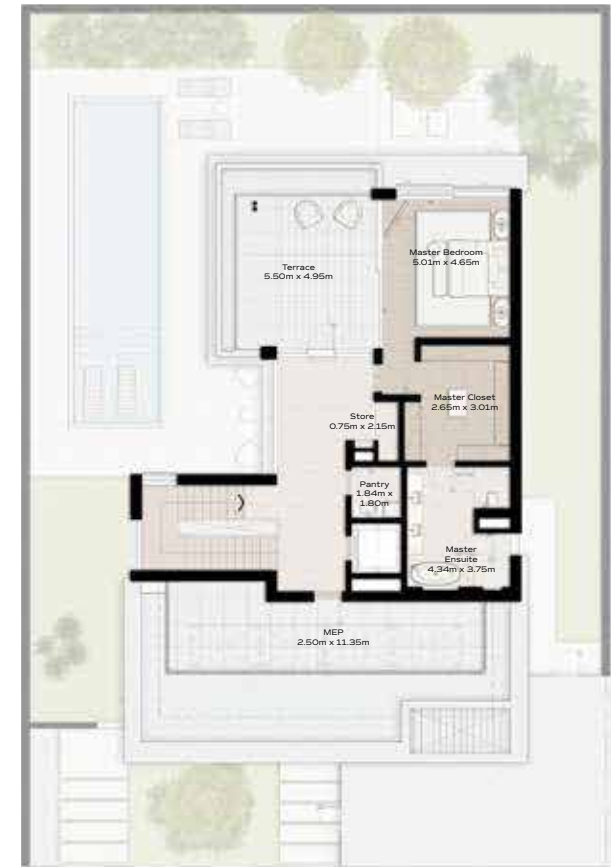 Terrace
5.50m x 4.95m
Master Bedroom
5.01m x 4.65m
Master Closet
2.65m x 3.01m
Store
0.75m x 2.15m
Pantry
1.84m x
1.80m
Master
Ensuite
4.34m x 3.75m
MEP
2.50m x 11.35m